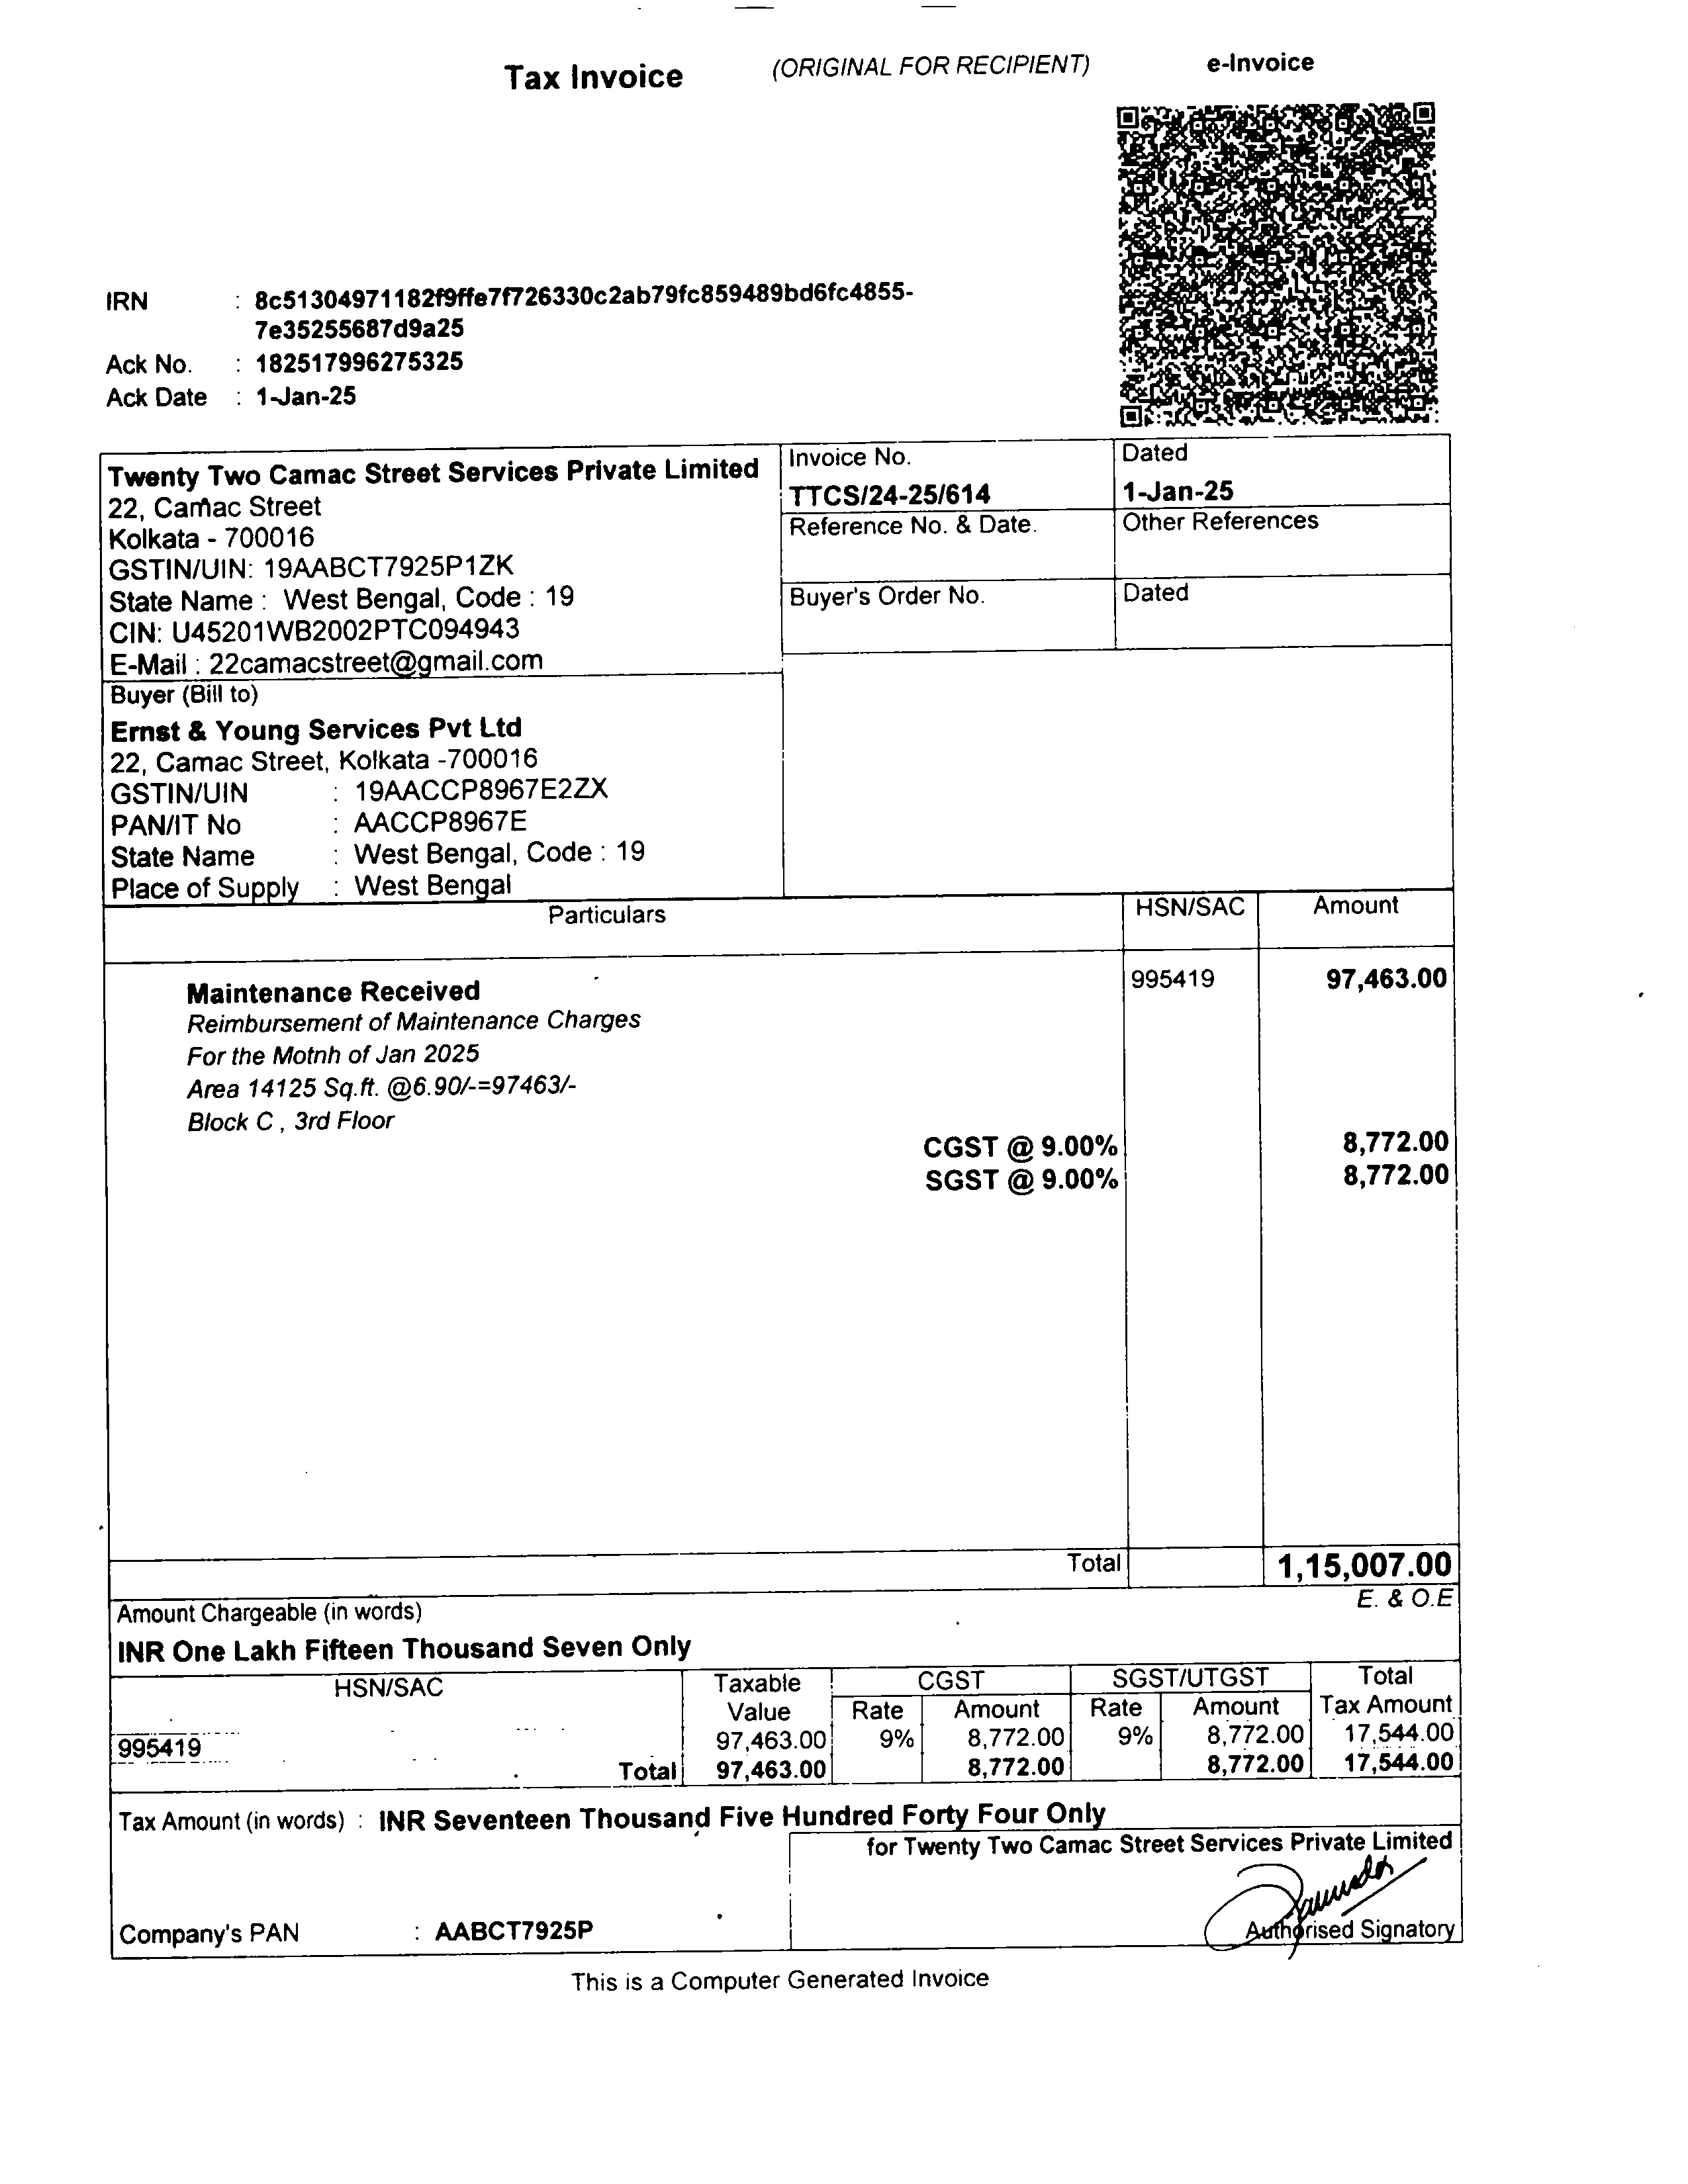 Tax Invoice
(ORIGINAL FOR RECIPIENT)
e-Invoice
IRN : 8c51304971182f9ffe7f726330c2ab79fc859489bd6fc4855-
7e35255687d9a25
Ack No. : 182517996275325
Ack Date : 1-Jan-25
Twenty Two Camac Street Services Private Limited
22, Camac Street
Kolkata - 700016
GSTIN/UIN: 19AABCT7925P1ZK
State Name : West Bengal, Code : 19
CIN: U45201WB2002PTC094943
E-Mail : 22camacstreet@gmail.com
Invoice No. Dated
TTCS/24-25/614 1-Jan-25
Reference No. & Date. Other References
Buyer's Order No. Dated
Buyer (Bill to)
Ernst & Young Services Pvt Ltd
22, Camac Street, Kolkata -700016
GSTIN/UIN : 19AACCP8967E2ZX
PAN/IT No : AACCP8967E
State Name : West Bengal, Code : 19
Place of Supply : West Bengal
Particulars HSN/SAC Amount
Maintenance Received 995419 97,463.00
Reimbursement of Maintenance Charges
For the Motnh of Jan 2025
Area 14125 Sq.ft. @6.90/-=97463/-
Block C , 3rd Floor
CGST @ 9.00% 8,772.00
SGST @ 9.00% 8,772.00
Total 1,15,007.00
Amount Chargeable (in words) E. & O.E
INR One Lakh Fifteen Thousand Seven Only
HSN/SAC Taxable CGST SGST/UTGST Total
Value Rate Amount Rate Amount Tax Amount
995419 97,463.00 9% 8,772.00 9% 8,772.00 17,544.00
Total 97,463.00 8,772.00 8,772.00 17,544.00
Tax Amount (in words) : INR Seventeen Thousand Five Hundred Forty Four Only
for Twenty Two Camac Street Services Private Limited
Company's PAN : AABCT7925P
Authorised Signatory
This is a Computer Generated Invoice